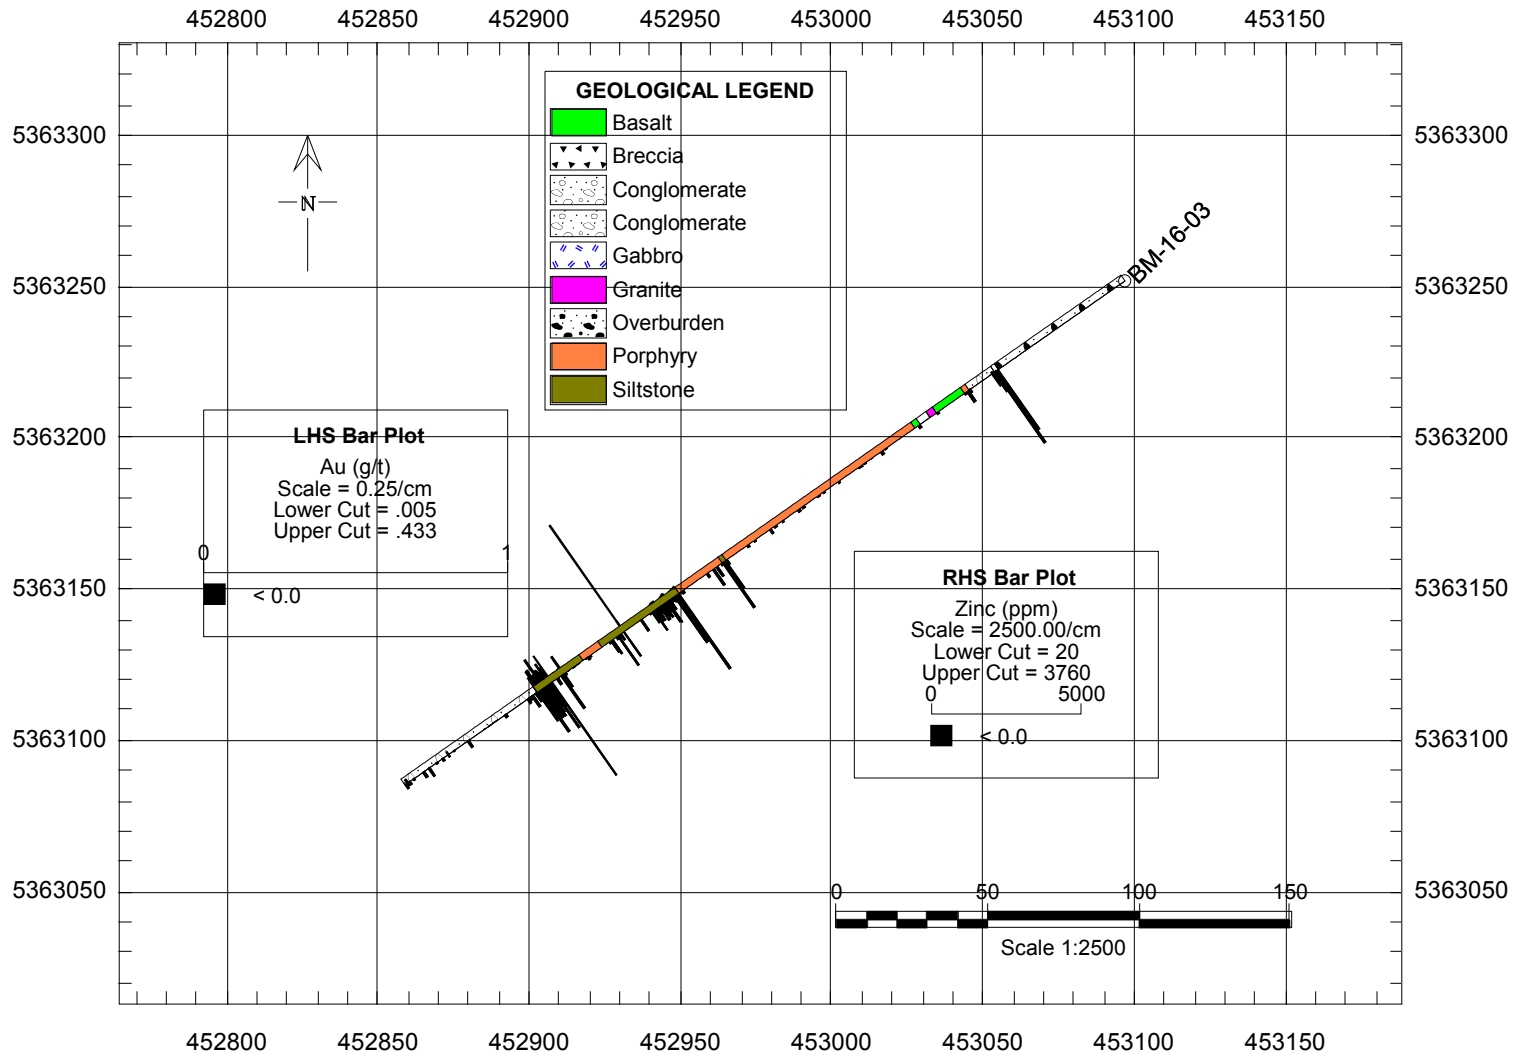 452800 452850 452900 452950 453000 453050 453100 453150
GEOLOGICAL LEGEND
Basalt
Breccia
Conglomerate
Conglomerate
Gabbro
Granite
Overburden
Porphyry
Siltstone
5363300 5363300
N
BM-16-03
5363250 5363250
5363200 5363200
LHS Bar Plot
Au (g/t)
Scale = 0.25/cm
Lower Cut = .005
Upper Cut = .433
0 1
< 0.0
5363150 5363150
RHS Bar Plot
Zinc (ppm)
Scale = 2500.00/cm
Lower Cut = 20
Upper Cut = 3760
0 5000
< 0.0
5363100 5363100
5363050 5363050
0 50 100 150
Scale 1:2500
452800 452850 452900 452950 453000 453050 453100 453150